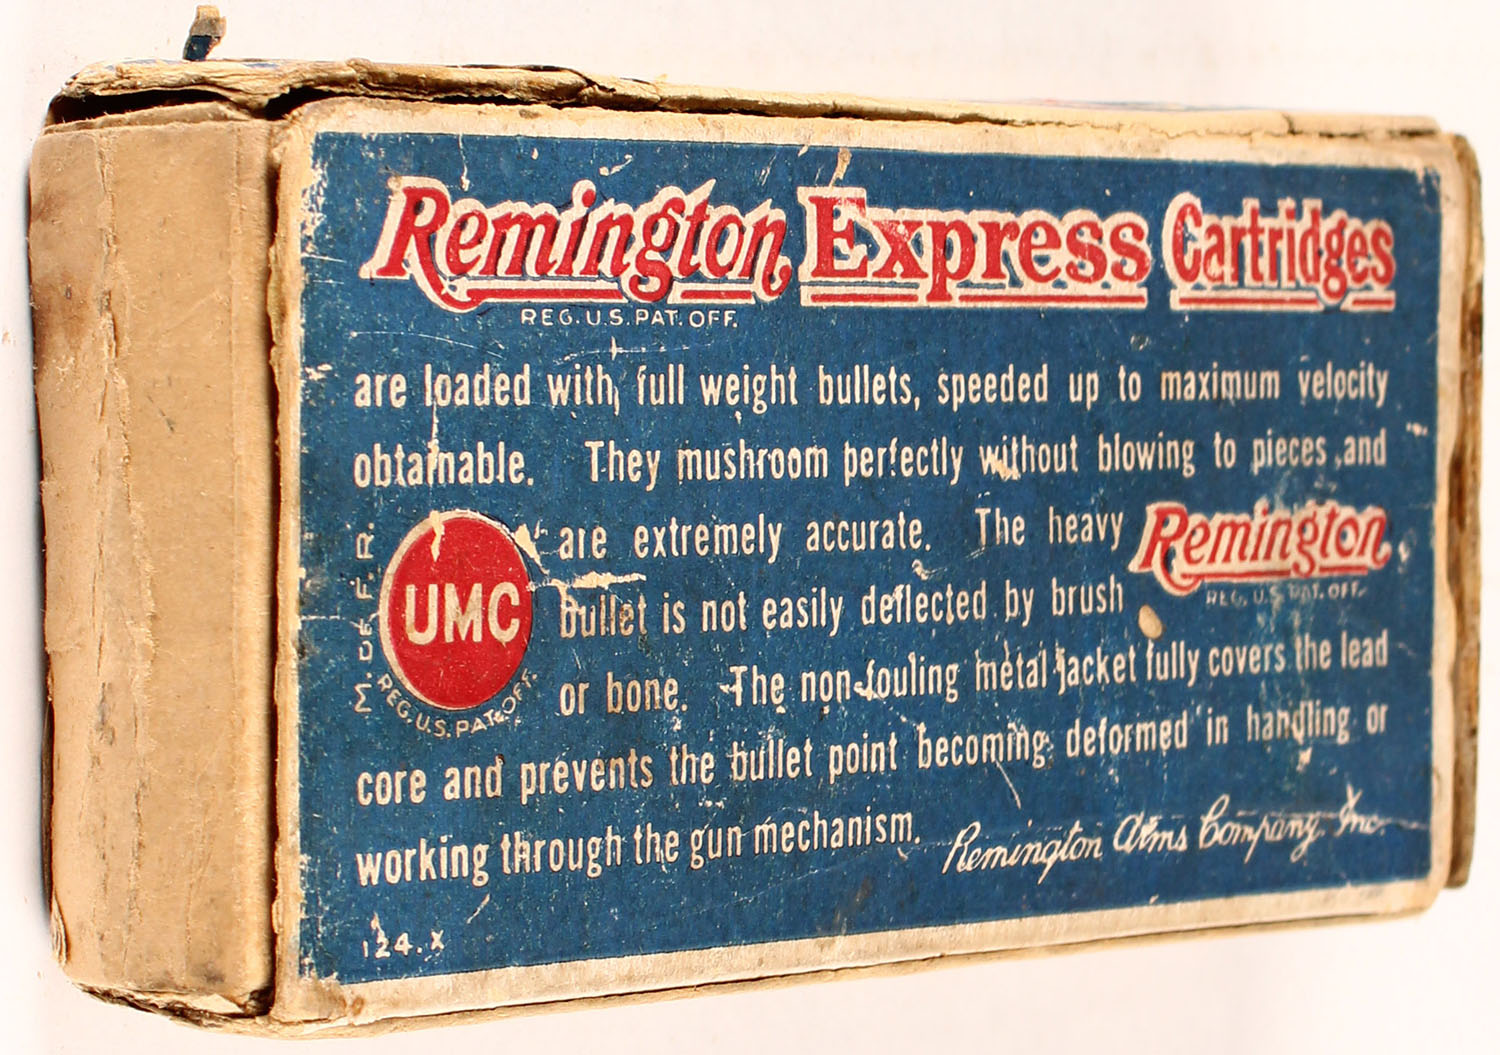 Remington Express Cartridges
REG. U.S. PAT. OFF.
are loaded with full weight bullets, speeded up to maximum velocity
obtainable. They mushroom perfectly without blowing to pieces, and
are extremely accurate. The heavy Remington
REG. U.S. PAT. OFF.
bullet is not easily deflected by brush
or bone. The non-fouling metal jacket fully covers the lead
M. DE F. R.
UMC
REG. U.S. PAT. OFF.
core and prevents the bullet point becoming deformed in handling or
working through the gun mechanism.
Remington Arms Company, Inc.
124.X